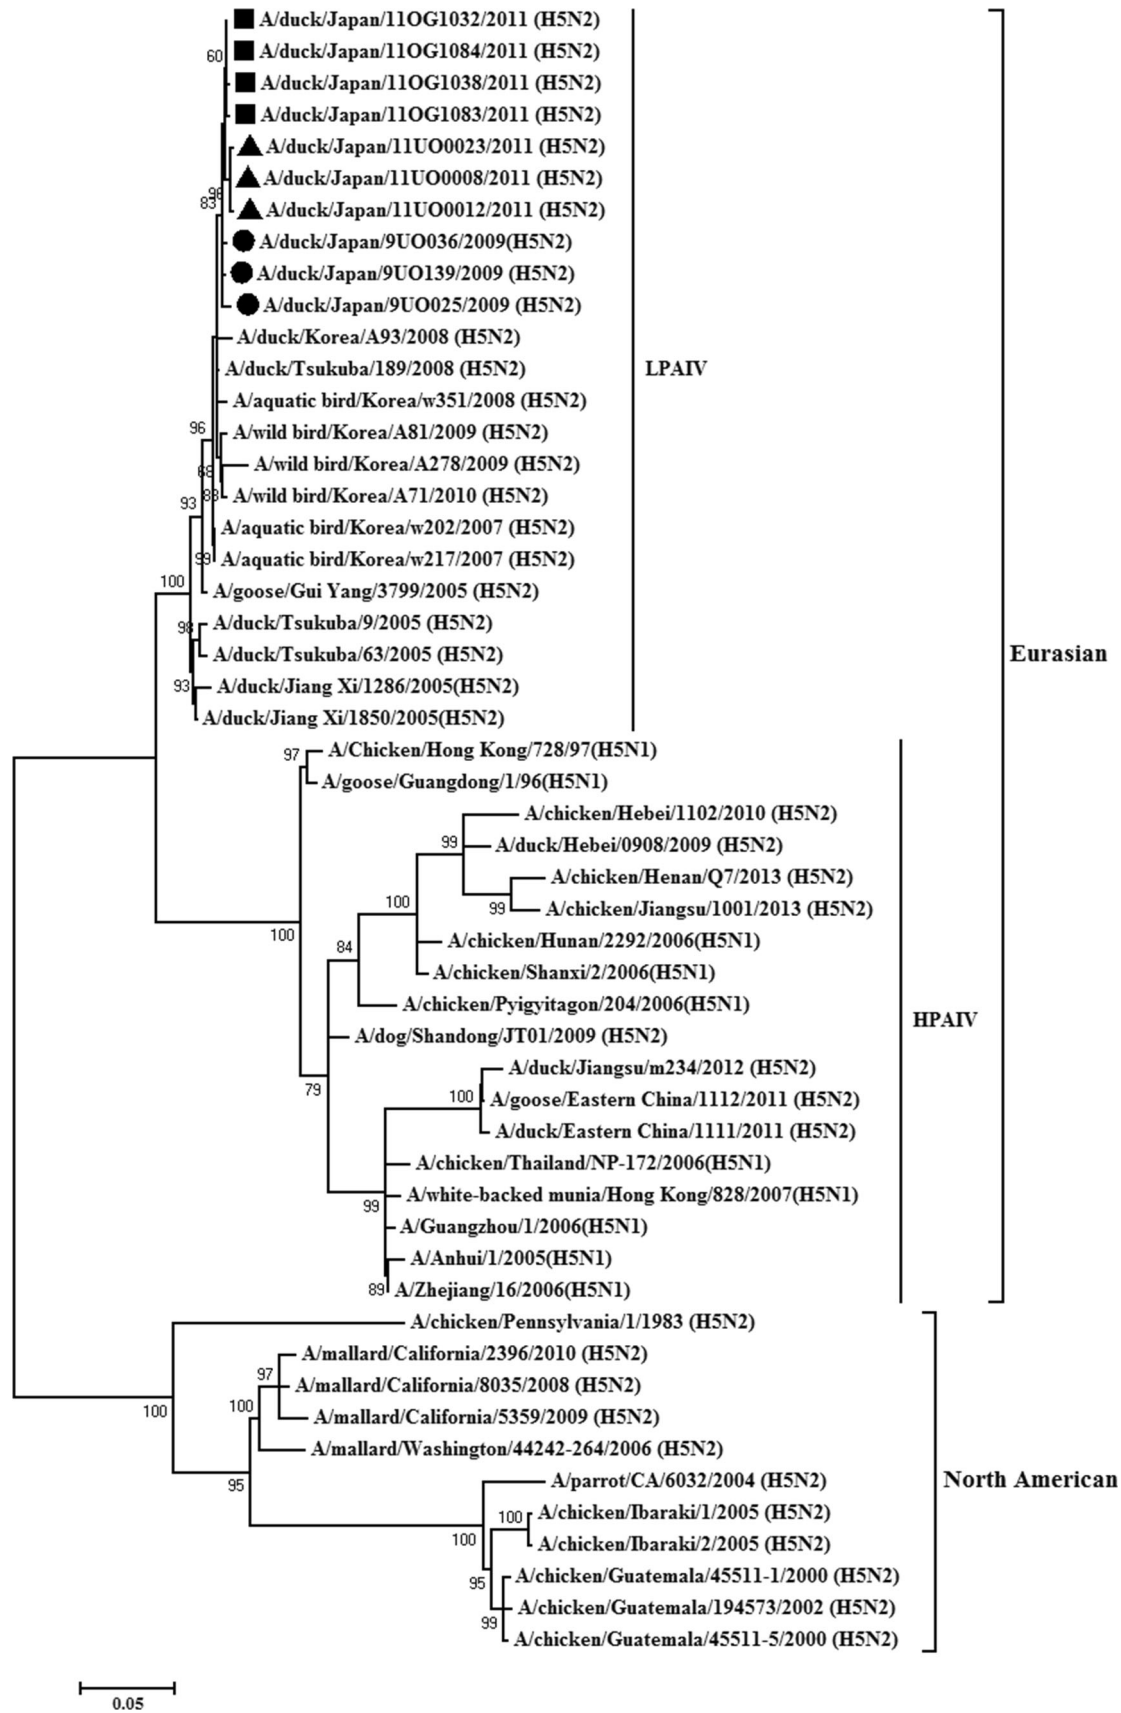 A/duck/Japan/11OG1032/2011 (H5N2)
60
A/duck/Japan/11OG1084/2011 (H5N2)
A/duck/Japan/11OG1038/2011 (H5N2)
A/duck/Japan/11OG1083/2011 (H5N2)
A/duck/Japan/11UO0023/2011 (H5N2)
A/duck/Japan/11UO0008/2011 (H5N2)
83
A/duck/Japan/11UO0012/2011 (H5N2)
A/duck/Japan/9UO036/2009(H5N2)
A/duck/Japan/9UO139/2009 (H5N2)
A/duck/Japan/9UO025/2009 (H5N2)
A/duck/Korea/A93/2008 (H5N2)
A/duck/Tsukuba/189/2008 (H5N2)
LPAIV
A/aquatic bird/Korea/w351/2008 (H5N2)
96
A/wild bird/Korea/A81/2009 (H5N2)
A/wild bird/Korea/A278/2009 (H5N2)
A/wild bird/Korea/A71/2010 (H5N2)
93
A/aquatic bird/Korea/w202/2007 (H5N2)
99
A/aquatic bird/Korea/w217/2007 (H5N2)
100
A/goose/Gui Yang/3799/2005 (H5N2)
A/duck/Tsukuba/9/2005 (H5N2)
98
A/duck/Tsukuba/63/2005 (H5N2)
Eurasian
93
A/duck/Jiang Xi/1286/2005(H5N2)
A/duck/Jiang Xi/1850/2005(H5N2)
97
A/Chicken/Hong Kong/728/97(H5N1)
A/goose/Guangdong/1/96(H5N1)
A/chicken/Hebei/1102/2010 (H5N2)
99
A/duck/Hebei/0908/2009 (H5N2)
A/chicken/Henan/Q7/2013 (H5N2)
99
A/chicken/Jiangsu/1001/2013 (H5N2)
100
100
A/chicken/Hunan/2292/2006(H5N1)
84
A/chicken/Shanxi/2/2006(H5N1)
A/chicken/Pyigyitagon/204/2006(H5N1)
HPAIV
A/dog/Shandong/JT01/2009 (H5N2)
79
A/duck/Jiangsu/m234/2012 (H5N2)
100
A/goose/Eastern China/1112/2011 (H5N2)
A/duck/Eastern China/1111/2011 (H5N2)
A/chicken/Thailand/NP-172/2006(H5N1)
A/white-backed munia/Hong Kong/828/2007(H5N1)
99
A/Guangzhou/1/2006(H5N1)
A/Anhui/1/2005(H5N1)
89
A/Zhejiang/16/2006(H5N1)
A/chicken/Pennsylvania/1/1983 (H5N2)
A/mallard/California/2396/2010 (H5N2)
97
A/mallard/California/8035/2008 (H5N2)
100
100
A/mallard/California/5359/2009 (H5N2)
A/mallard/Washington/44242-264/2006 (H5N2)
95
A/parrot/CA/6032/2004 (H5N2)
North American
100
A/chicken/Ibaraki/1/2005 (H5N2)
100
A/chicken/Ibaraki/2/2005 (H5N2)
95
A/chicken/Guatemala/45511-1/2000 (H5N2)
A/chicken/Guatemala/194573/2002 (H5N2)
99
A/chicken/Guatemala/45511-5/2000 (H5N2)
0.05